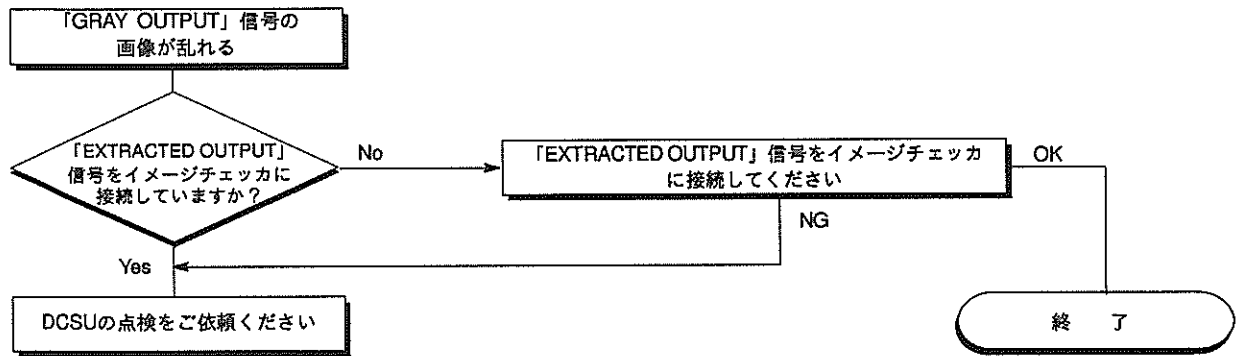 「GRAY OUTPUT」信号の
画像が乱れる
「EXTRACTED OUTPUT」
信号をイメージチェッカに
接続していますか？
No
「EXTRACTED OUTPUT」信号をイメージチェッカ
に接続してください
OK
NG
Yes
DCSUの点検をご依頼ください
終 了